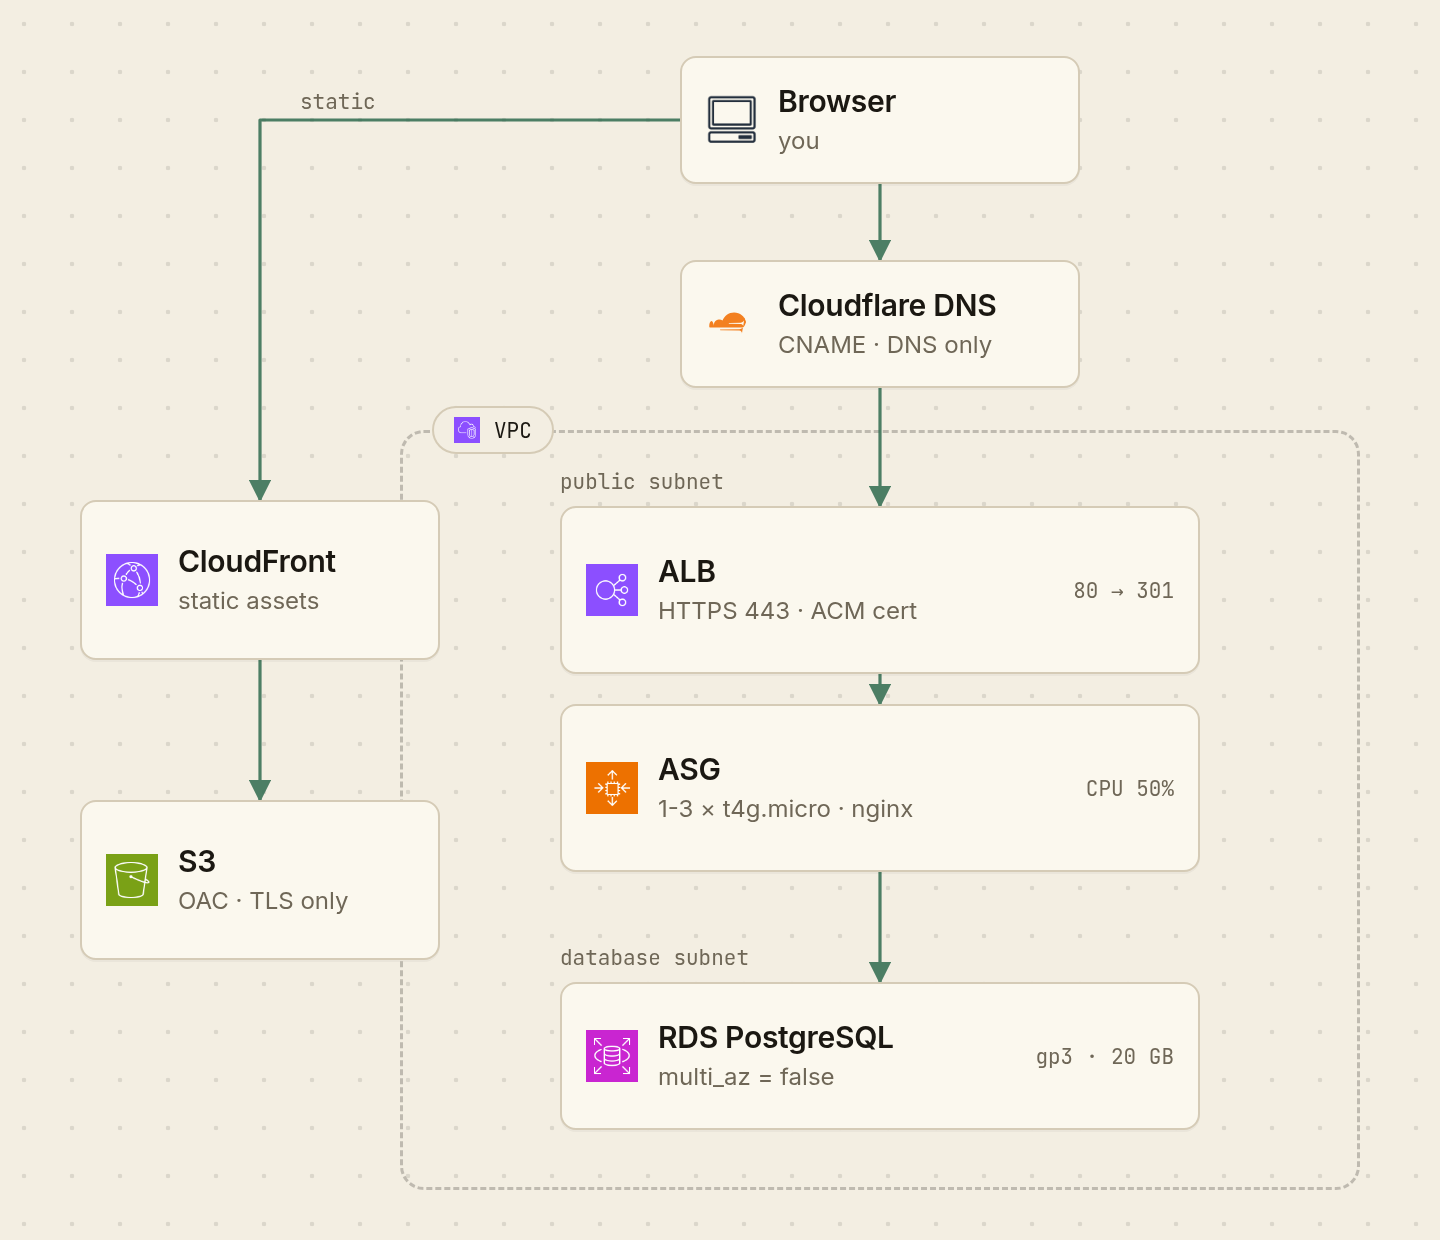 static
Browser
you
Cloudflare DNS
CNAME · DNS only
VPC
public subnet
CloudFront
static assets
ALB
HTTPS 443 · ACM cert
80 → 301
ASG
1-3 × t4g.micro · nginx
CPU 50%
S3
OAC · TLS only
database subnet
RDS PostgreSQL
multi_az = false
gp3 · 20 GB